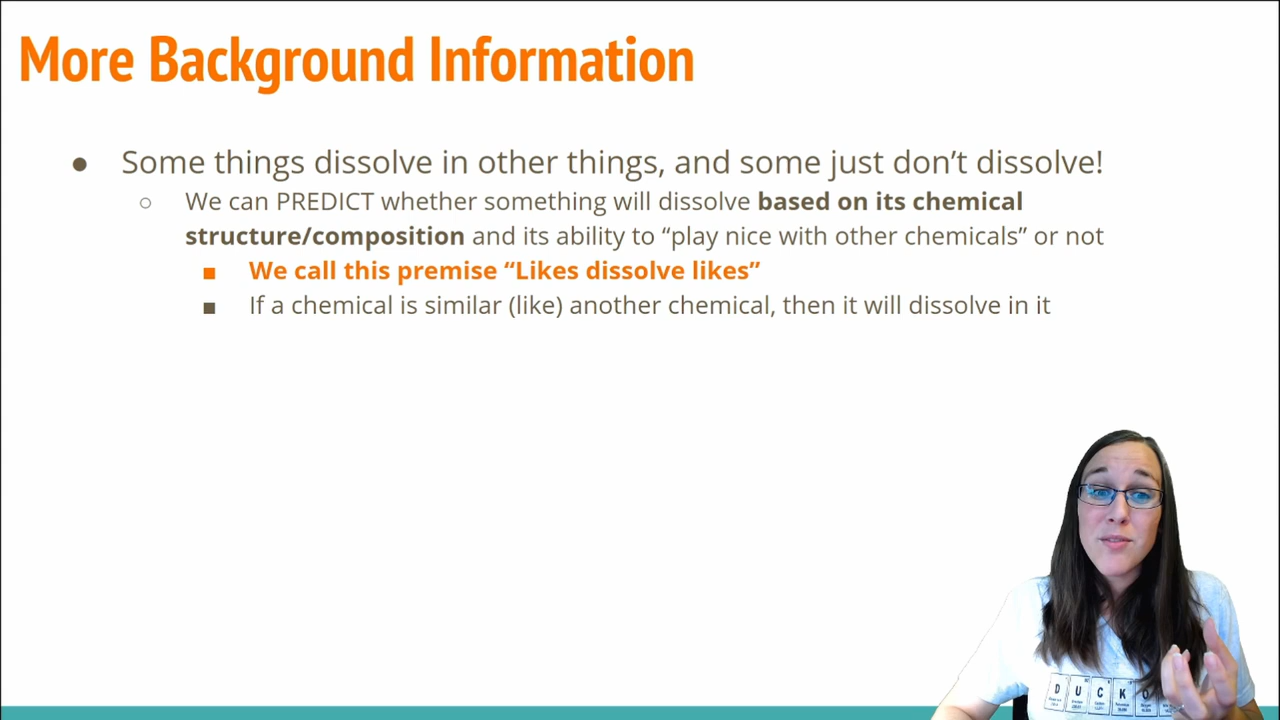 More Background Information
● Some things dissolve in other things, and some just don’t dissolve!
○ We can PREDICT whether something will dissolve based on its chemical
structure/composition and its ability to “play nice with other chemicals” or not
■ We call this premise “Likes dissolve likes”
■ If a chemical is similar (like) another chemical, then it will dissolve in it
D U C K O